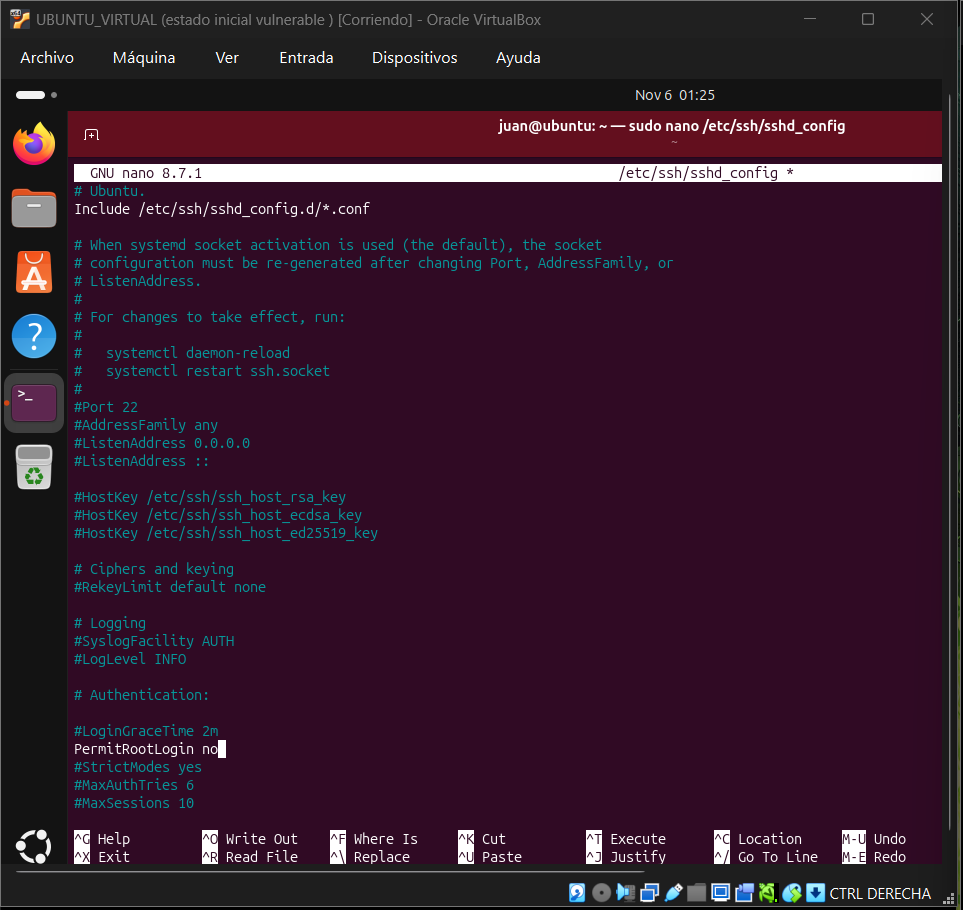 UBUNTU_VIRTUAL (estado inicial vulnerable ) [Corriendo] - Oracle VirtualBox
Archivo Máquina Ver Entrada Dispositivos Ayuda
Nov 6 01:25
juan@ubuntu: ~ — sudo nano /etc/ssh/sshd_config
~
GNU nano 8.7.1 /etc/ssh/sshd_config *
# Ubuntu.
Include /etc/ssh/sshd_config.d/*.conf
# When systemd socket activation is used (the default), the socket
# configuration must be re-generated after changing Port, AddressFamily, or
# ListenAddress.
#
# For changes to take effect, run:
#
#   systemctl daemon-reload
#   systemctl restart ssh.socket
#
#Port 22
#AddressFamily any
#ListenAddress 0.0.0.0
#ListenAddress ::
#HostKey /etc/ssh/ssh_host_rsa_key
#HostKey /etc/ssh/ssh_host_ecdsa_key
#HostKey /etc/ssh/ssh_host_ed25519_key
# Ciphers and keying
#RekeyLimit default none
# Logging
#SyslogFacility AUTH
#LogLevel INFO
# Authentication:
#LoginGraceTime 2m
PermitRootLogin no
#StrictModes yes
#MaxAuthTries 6
#MaxSessions 10
^G Help ^O Write Out ^F Where Is ^K Cut ^T Execute ^C Location M-U Undo
^X Exit ^R Read File ^\ Replace ^U Paste ^J Justify ^/ Go To Line M-E Redo
CTRL DERECHA